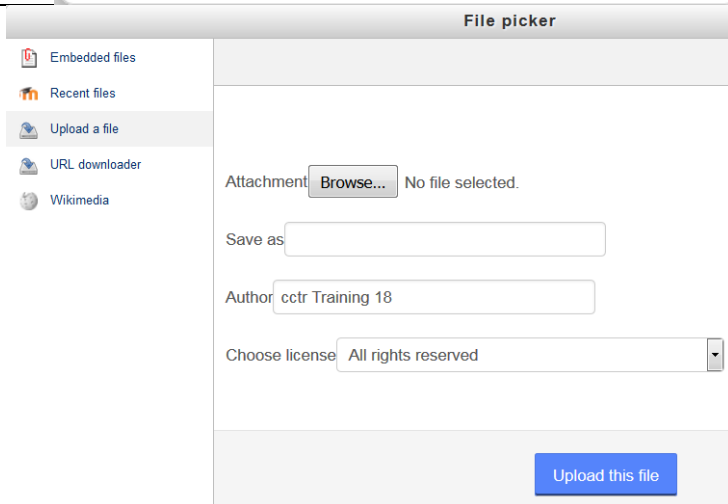 File picker
Embedded files
Recent files
Upload a file
URL downloader
Wikimedia
Attachment Browse... No file selected.
Save as
Author cctr Training 18
Choose license All rights reserved
Upload this file